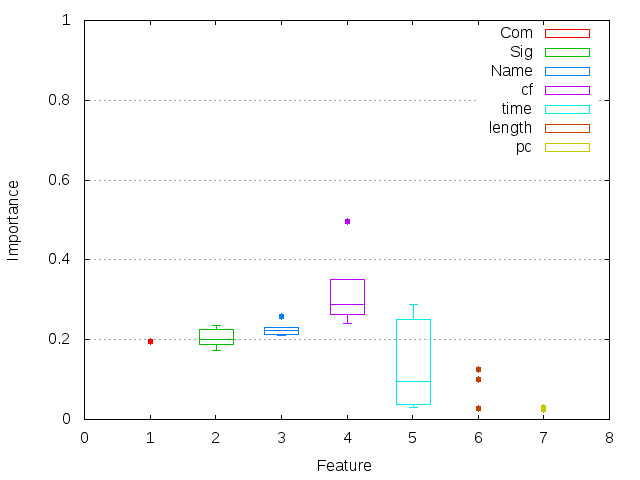 1
0.8
0.6
0.4
0.2
0
0 1 2 3 4 5 6 7 8
Importance
Feature
Com
Sig
Name
cf
time
length
pc